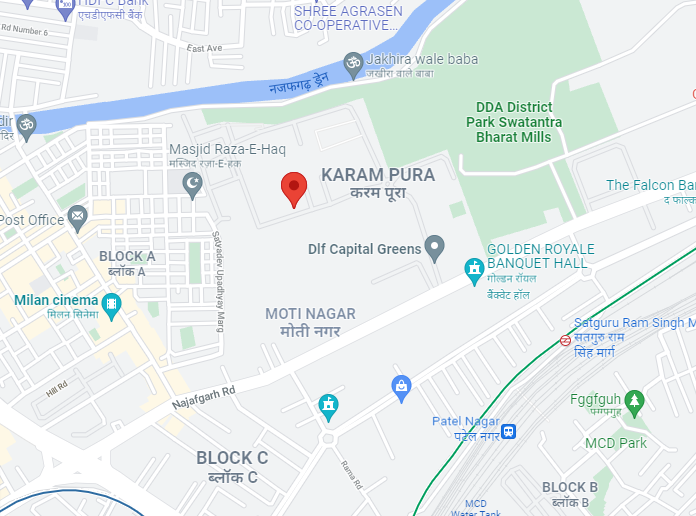 HDFC Bank
एचडीएफसी बैंक
SHREE AGRASEN
CO-OPERATIVE...
Rd Number 6
East Ave
Jakhira wale baba
जखीरा वाले बाबा
नजफगढ़ ड्रेन
DDA District
Park Swatantra
Bharat Mills
Masjid Raza-E-Haq
मस्जिद रज़ा-ए-हक़
KARAM PURA
करम पूरा
The Falcon Ban
Post Office
Dlf Capital Greens
GOLDEN ROYALE
BANQUET HALL
गोल्डन रॉयल
बैंक्वेट हॉल
BLOCK A
ब्लॉक A
Satyadev Upadhyay Marg
Milan cinema
मिलन सिनेमा
MOTI NAGAR
मोती नगर
Satguru Ram Singh M
सतगुरु राम
सिंह मार्ग
Hill Rd
Najafgarh Rd
Fggfguh
Patel Nagar
पटेल नगर
MCD Park
BLOCK C
ब्लॉक C
Rama Rd
BLOCK B
ब्लॉक B
MCD
Water Tank